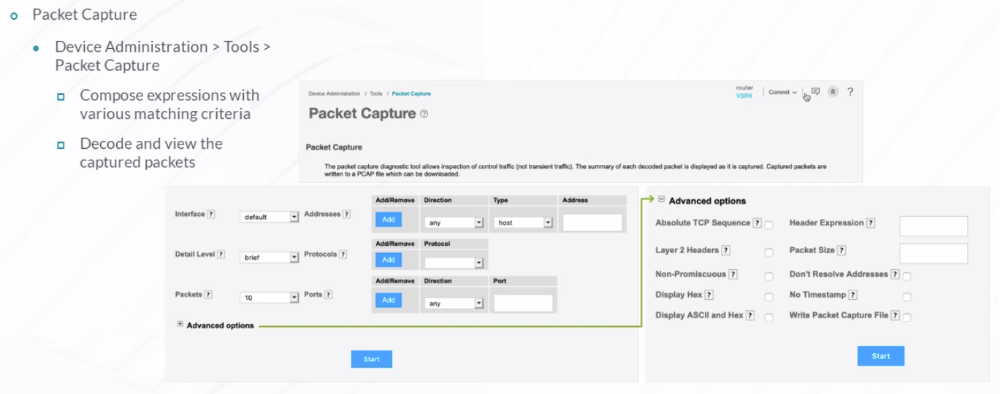 Packet Capture
Device Administration > Tools >
Packet Capture
Compose expressions with
various matching criteria
Decode and view the
captured packets
Device Administration / Tools / Packet Capture
router
VSRX
Commit
R
?
Packet Capture ?
Packet Capture
The packet capture diagnostic tool allows inspection of control traffic (not transient traffic). The summary of each decoded packet is displayed as it is captured. Captured packets are
written to a PCAP file which can be downloaded.
Interface ? default
Addresses ?
Add/Remove Direction Type Address
Add any host
Detail Level ? brief
Protocols ?
Add/Remove Protocol
Add
Packets ? 10
Ports ?
Add/Remove Direction Port
Add any
Advanced options
Start
Advanced options
Absolute TCP Sequence ? Header Expression ?
Layer 2 Headers ? Packet Size ?
Non-Promiscuous ? Don't Resolve Addresses ?
Display Hex ? No Timestamp ?
Display ASCII and Hex ? Write Packet Capture File ?
Start